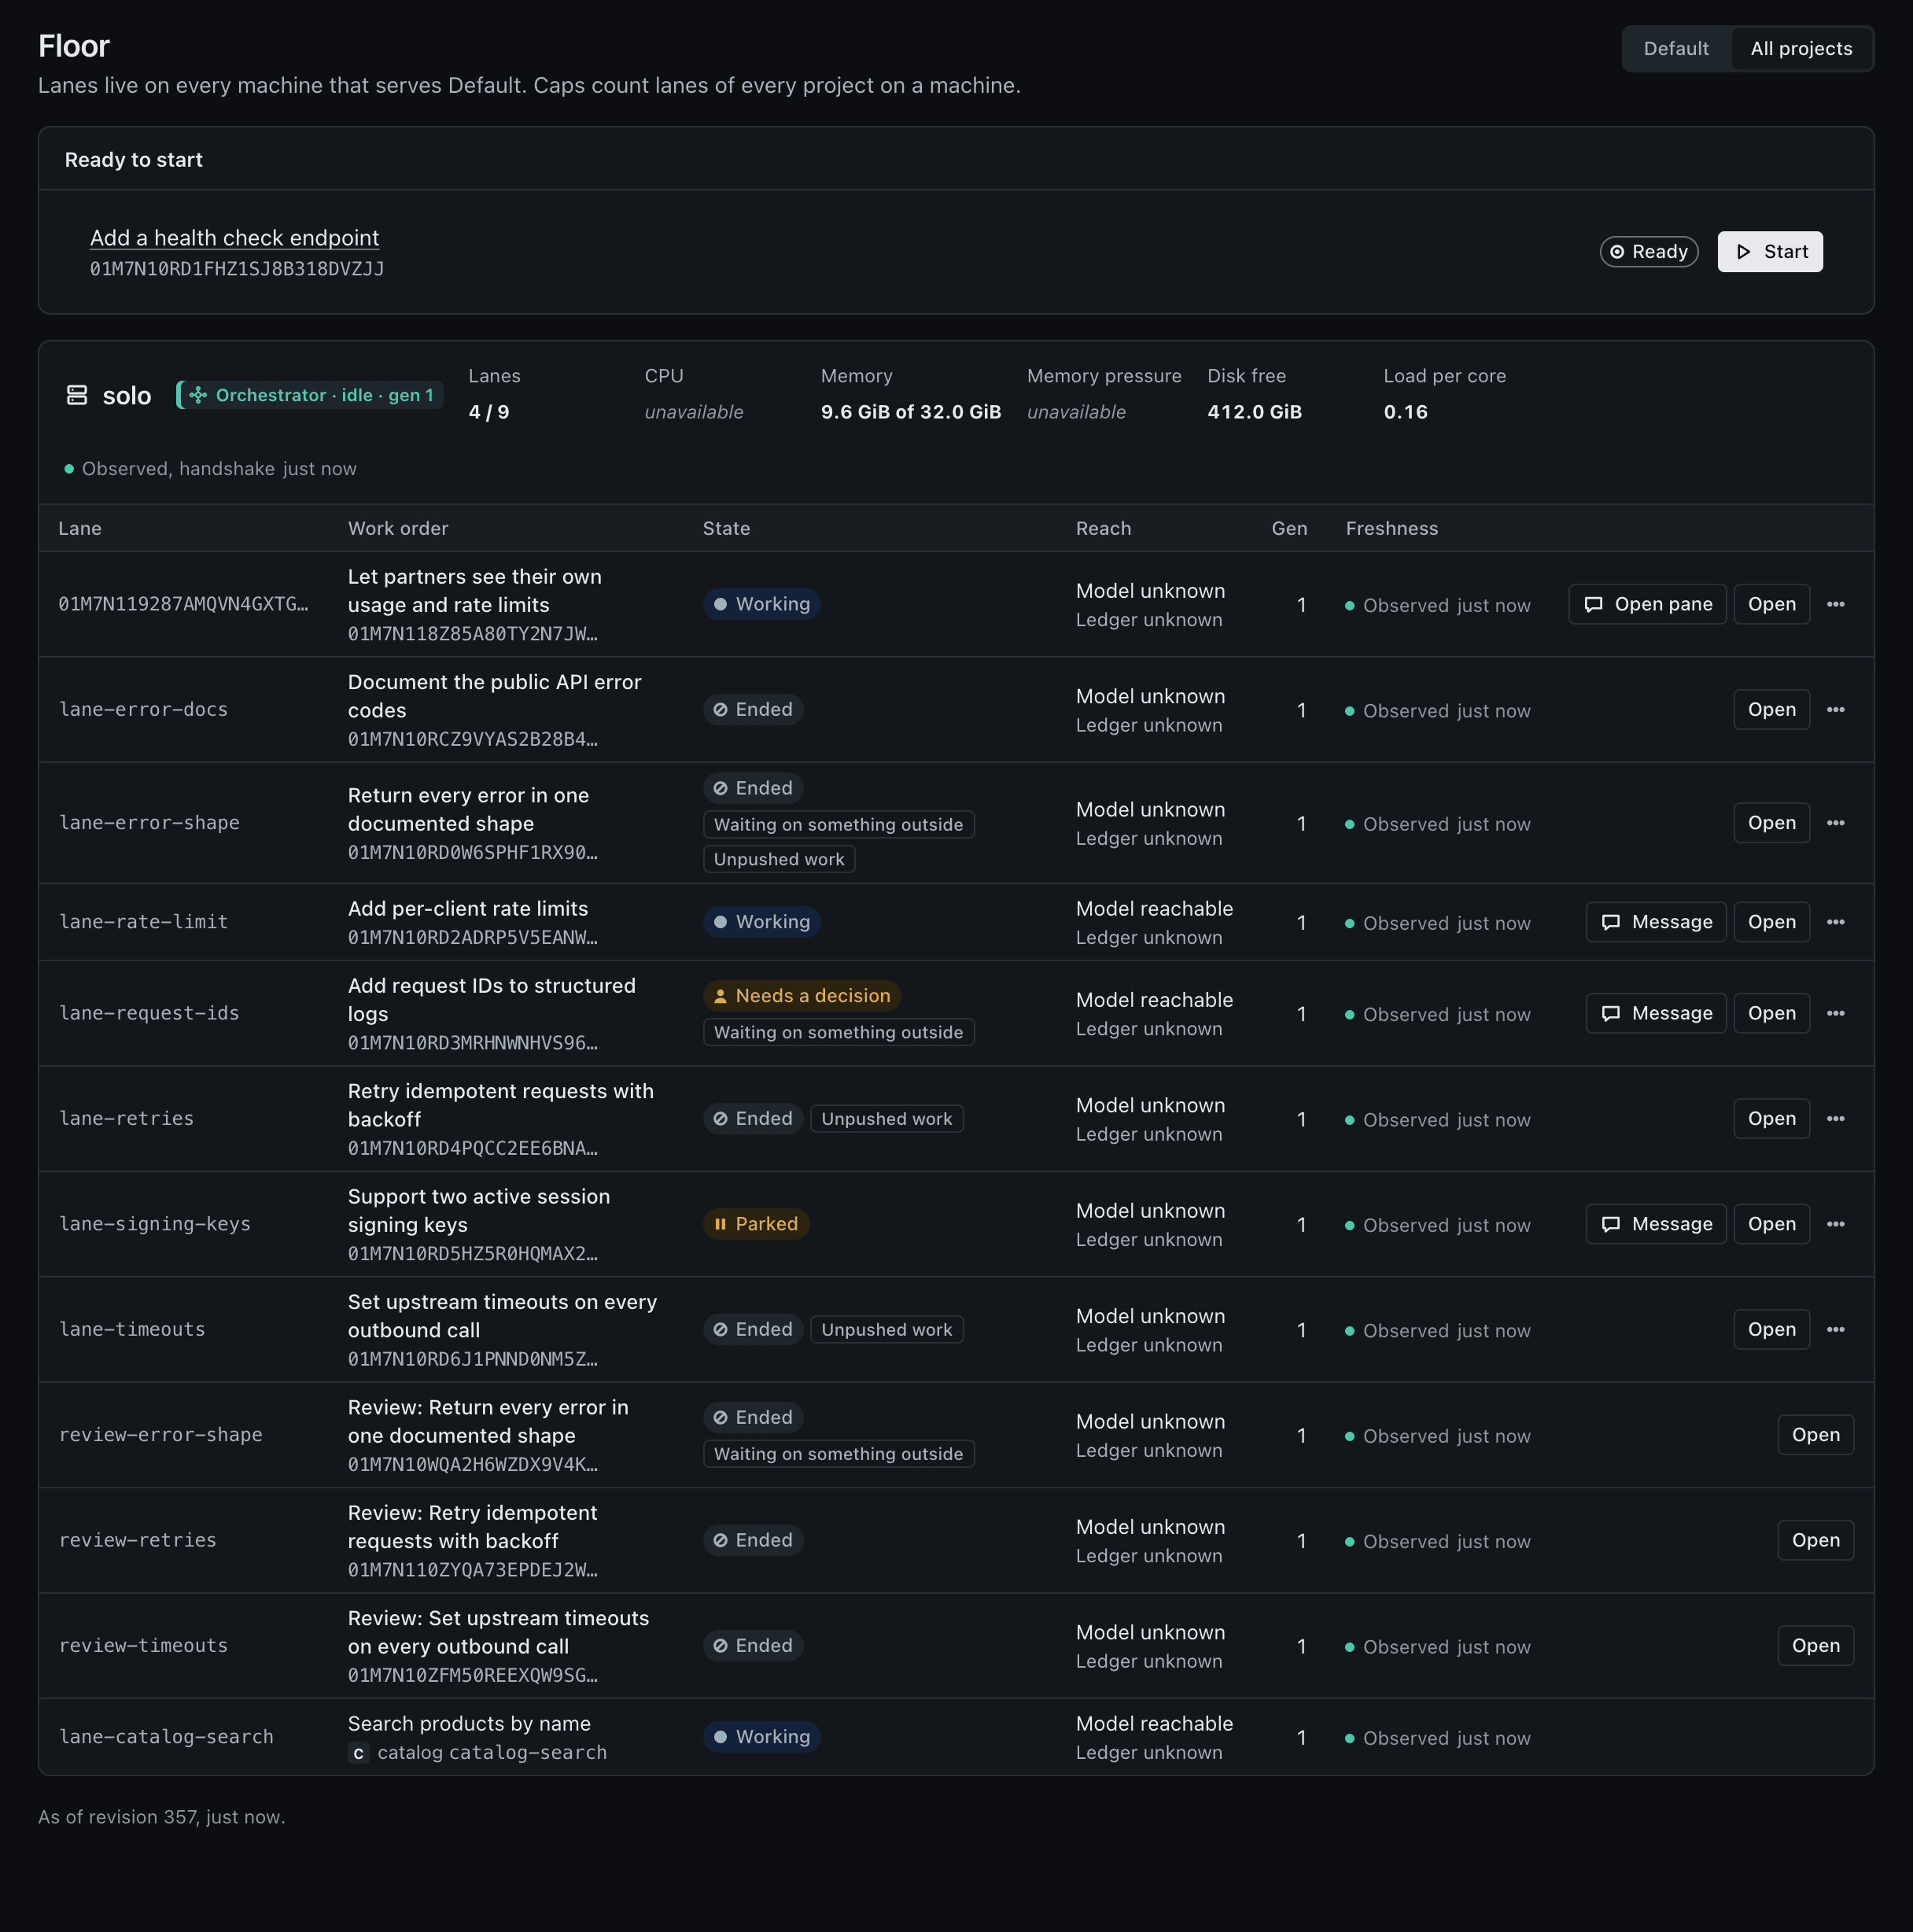 Floor
Default
All projects
Lanes live on every machine that serves Default. Caps count lanes of every project on a machine.
Ready to start
Add a health check endpoint
01M7N10RD1FHZ1SJ8B318DVZJJ
Ready
Start
solo
Orchestrator · idle · gen 1
Lanes
4 / 9
CPU
unavailable
Memory
9.6 GiB of 32.0 GiB
Memory pressure
unavailable
Disk free
412.0 GiB
Load per core
0.16
Observed, handshake just now
Lane Work order State Reach Gen Freshness
01M7N119287AMQVN4GXTG…
Let partners see their own
usage and rate limits
01M7N118Z85A80TY2N7JW…
Working
Model unknown
Ledger unknown
1
Observed just now
Open pane
Open
lane-error-docs
Document the public API error
codes
01M7N10RCZ9VYAS2B28B4…
Ended
Model unknown
Ledger unknown
1
Observed just now
Open
lane-error-shape
Return every error in one
documented shape
01M7N10RD0W6SPHF1RX90…
Ended
Waiting on something outside
Unpushed work
Model unknown
Ledger unknown
1
Observed just now
Open
lane-rate-limit
Add per-client rate limits
01M7N10RD2ADRP5V5EANW…
Working
Model reachable
Ledger unknown
1
Observed just now
Message
Open
lane-request-ids
Add request IDs to structured
logs
01M7N10RD3MRHNWNHVS96…
Needs a decision
Waiting on something outside
Model reachable
Ledger unknown
1
Observed just now
Message
Open
lane-retries
Retry idempotent requests with
backoff
01M7N10RD4PQCC2EE6BNA…
Ended
Unpushed work
Model unknown
Ledger unknown
1
Observed just now
Open
lane-signing-keys
Support two active session
signing keys
01M7N10RD5HZ5R0HQMAX2…
Parked
Model unknown
Ledger unknown
1
Observed just now
Message
Open
lane-timeouts
Set upstream timeouts on every
outbound call
01M7N10RD6J1PNND0NM5Z…
Ended
Unpushed work
Model unknown
Ledger unknown
1
Observed just now
Open
review-error-shape
Review: Return every error in
one documented shape
01M7N10WQA2H6WZDX9V4K…
Ended
Waiting on something outside
Model unknown
Ledger unknown
1
Observed just now
Open
review-retries
Review: Retry idempotent
requests with backoff
01M7N110ZYQA73EPDEJ2W…
Ended
Model unknown
Ledger unknown
1
Observed just now
Open
review-timeouts
Review: Set upstream timeouts
on every outbound call
01M7N10ZFM50REEXQW9SG…
Ended
Model unknown
Ledger unknown
1
Observed just now
Open
lane-catalog-search
Search products by name
C catalog catalog-search
Working
Model reachable
Ledger unknown
1
Observed just now
As of revision 357, just now.